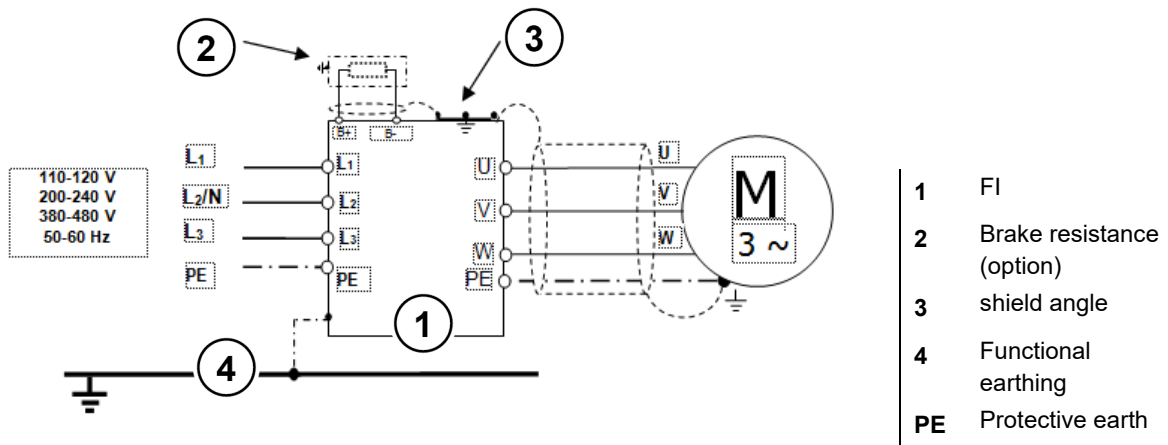 2
3
B+
B-
L1
L2/N
L3
PE
110-120 V
200-240 V
380-480 V
50-60 Hz
L1
L2
L3
PE
U
V
W
PE
U
V
W
M
3 ~
1
4
1 FI
2 Brake resistance
(option)
3 shield angle
4 Functional
earthing
PE Protective earth